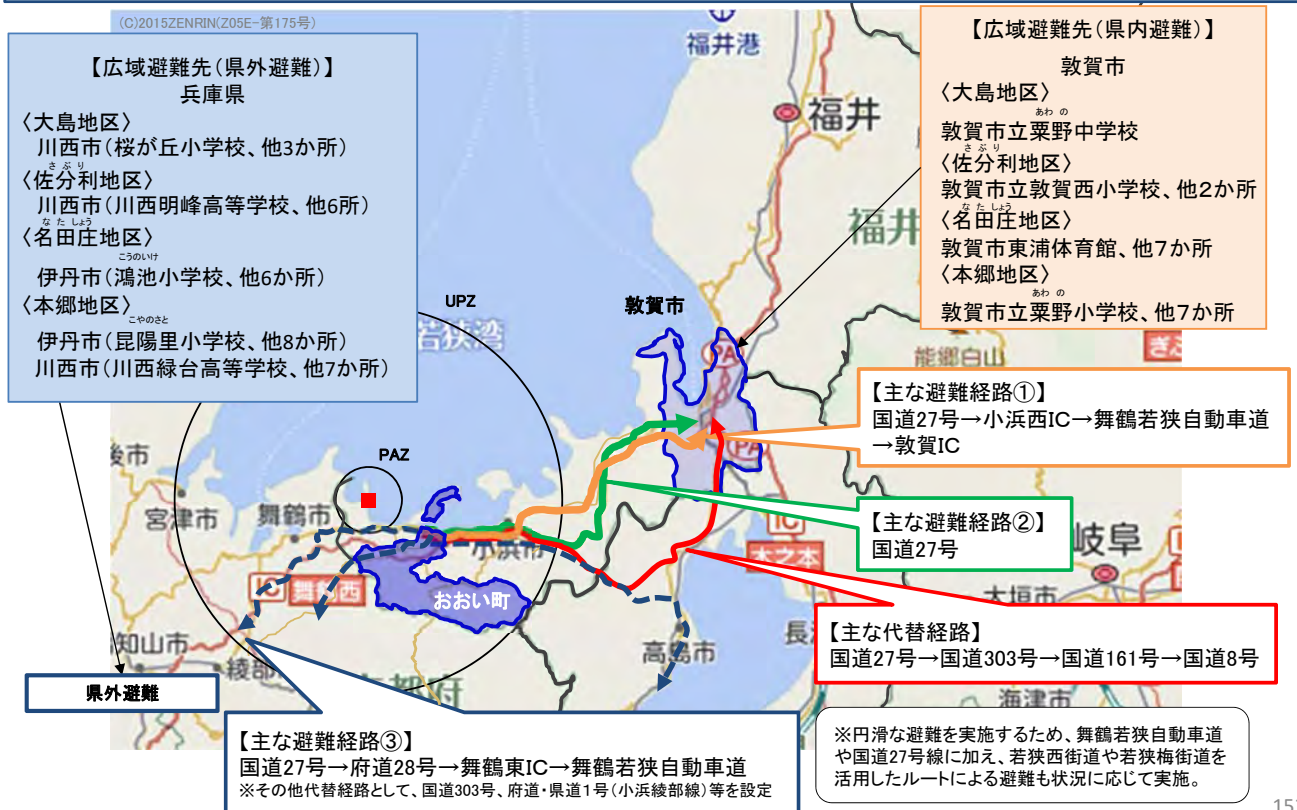 (C)2015ZENRIN(Z05E-第175号)
【広域避難先(県外避難)】
兵庫県
〈大島地区〉
川西市(桜が丘小学校、他3か所)
さぶり
〈佐分利地区〉
川西市(川西明峰高等学校、他6所)
なたしょう
〈名田庄地区〉
こうのいけ
伊丹市(鴻池小学校、他6か所)
〈本郷地区〉
こやのさと
伊丹市(昆陽里小学校、他8か所)
川西市(川西緑台高等学校、他7か所)
【広域避難先(県内避難)】
敦賀市
〈大島地区〉
あわの
敦賀市立粟野中学校
さぶり
〈佐分利地区〉
敦賀市立敦賀西小学校、他2か所
なたしょう
〈名田庄地区〉
敦賀市東浦体育館、他7か所
〈本郷地区〉
あわの
敦賀市立粟野小学校、他7か所
福井港
福井
福井
UPZ
若狭湾
敦賀市
PA
能郷白山
ぎふ
【主な避難経路①】
国道27号→小浜西IC→舞鶴若狭自動車道
→敦賀IC
PA
PAZ
後市
宮津市
舞鶴市
小浜市
【主な避難経路②】
国道27号
IC
木之本
岐阜
大垣市
IC
舞鶴西
おおい町
【主な代替経路】
国道27号→国道303号→国道161号→国道8号
知山市
綾部
高島市
長
海津市
都府
県外避難
【主な避難経路③】
国道27号→府道28号→舞鶴東IC→舞鶴若狭自動車道
※その他代替経路として、国道303号、府道・県道1号(小浜綾部線)等を設定
※円滑な避難を実施するため、舞鶴若狭自動車道
や国道27号線に加え、若狭西街道や若狭梅街道を
活用したルートによる避難も状況に応じて実施。